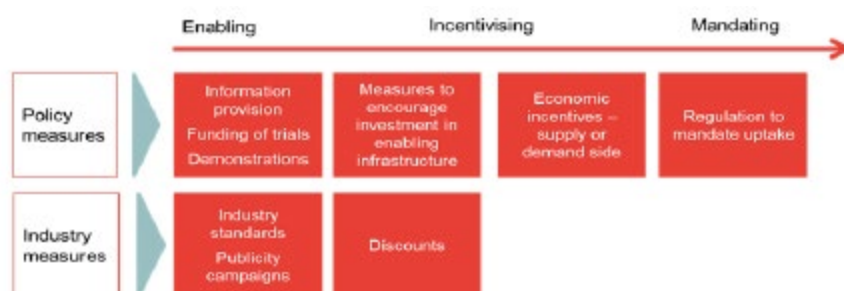 Enabling
Incentivising
Mandating
Policy
measures
Information
provision
Funding of trials
Demonstrations
Measures to
encourage
investment in
enabling
infrastructure
Economic
incentives –
supply or
demand side
Regulation to
mandate uptake
Industry
measures
Industry
standards
Publicity
campaigns
Discounts